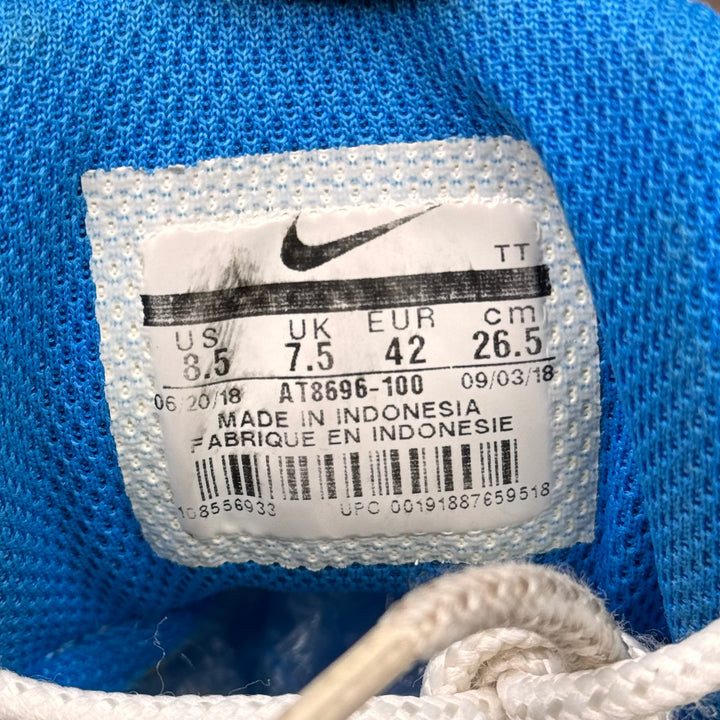 TT
US UK EUR cm
8.5 7.5 42 26.5
06/20/18 AT8696-100 09/03/18
MADE IN INDONESIA
FABRIQUE EN INDONESIE
108556933 UPC 00191887659518